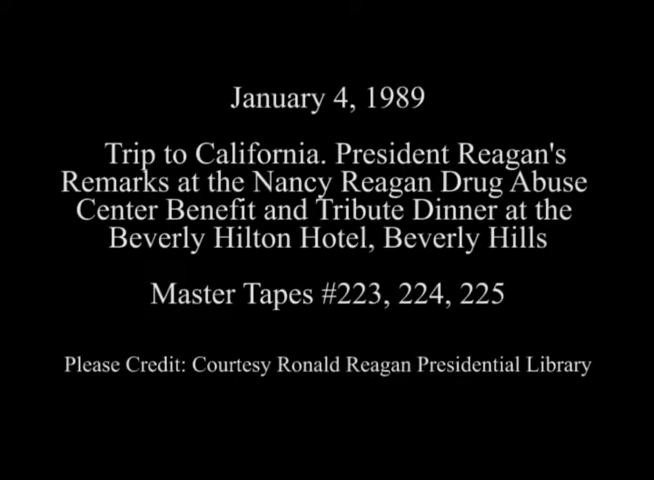 January 4, 1989
Trip to California. President Reagan's
Remarks at the Nancy Reagan Drug Abuse
Center Benefit and Tribute Dinner at the
Beverly Hilton Hotel, Beverly Hills
Master Tapes #223, 224, 225
Please Credit: Courtesy Ronald Reagan Presidential Library